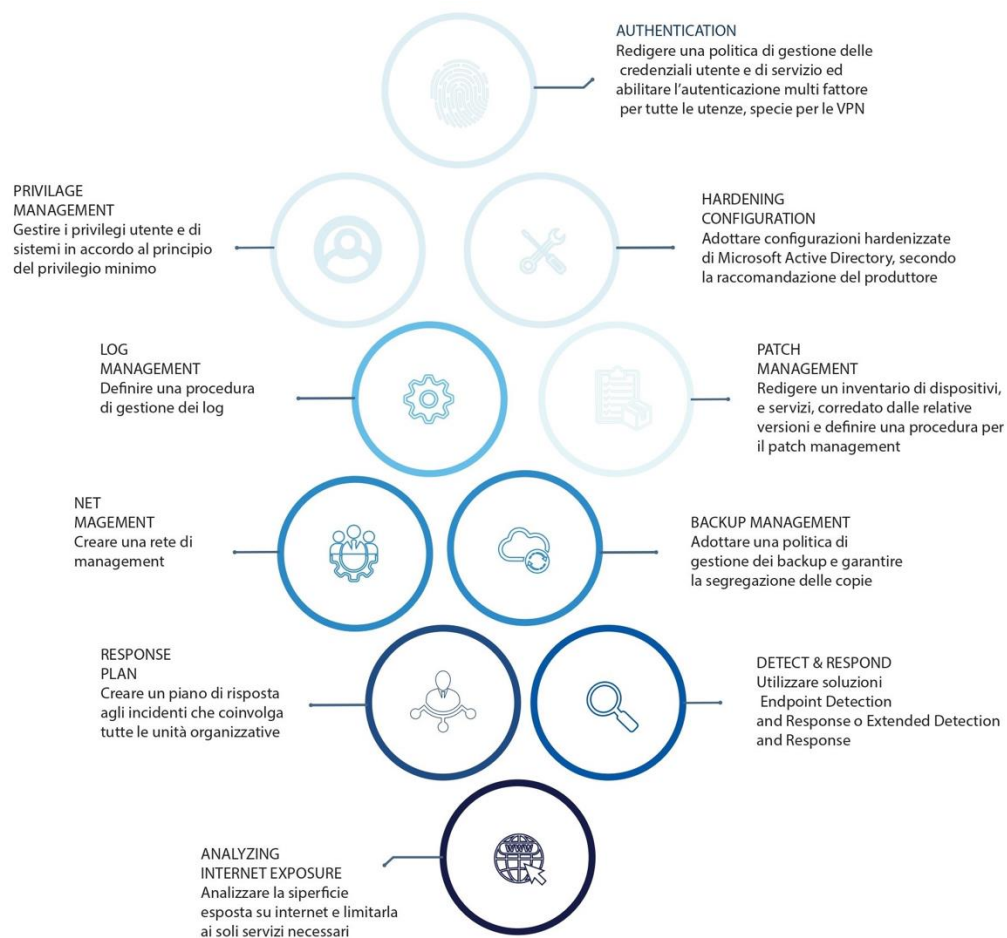 AUTHENTICATION
Redigere una politica di gestione delle
credenziali utente e di servizio ed
abilitare l'autenticazione multi fattore
per tutte le utenze, specie per le VPN
PRIVILAGE
MANAGEMENT
Gestire i privilegi utente e di
sistemi in accordo al principio
del privilegio minimo
HARDENING
CONFIGURATION
Adottare configurazioni hardenizzate
di Microsoft Active Directory, secondo
la raccomandazione del produttore
LOG
MANAGEMENT
Definire una procedura
di gestione dei log
PATCH
MANAGEMENT
Redigere un inventario di dispositivi,
e servizi, corredato dalle relative
versioni e definire una procedura per
il patch management
NET
MAGEMENT
Creare una rete di
management
BACKUP MANAGEMENT
Adottare una politica di
gestione dei backup e garantire
la segregazione delle copie
RESPONSE
PLAN
Creare un piano di risposta
agli incidenti che coinvolga
tutte le unità organizzative
DETECT & RESPOND
Utilizzare soluzioni
Endpoint Detection
and Response o Extended Detection
and Response
WWW
ANALYZING
INTERNET EXPOSURE
Analizzare la siperficie
esposta su internet e limitarla
ai soli servizi necessari